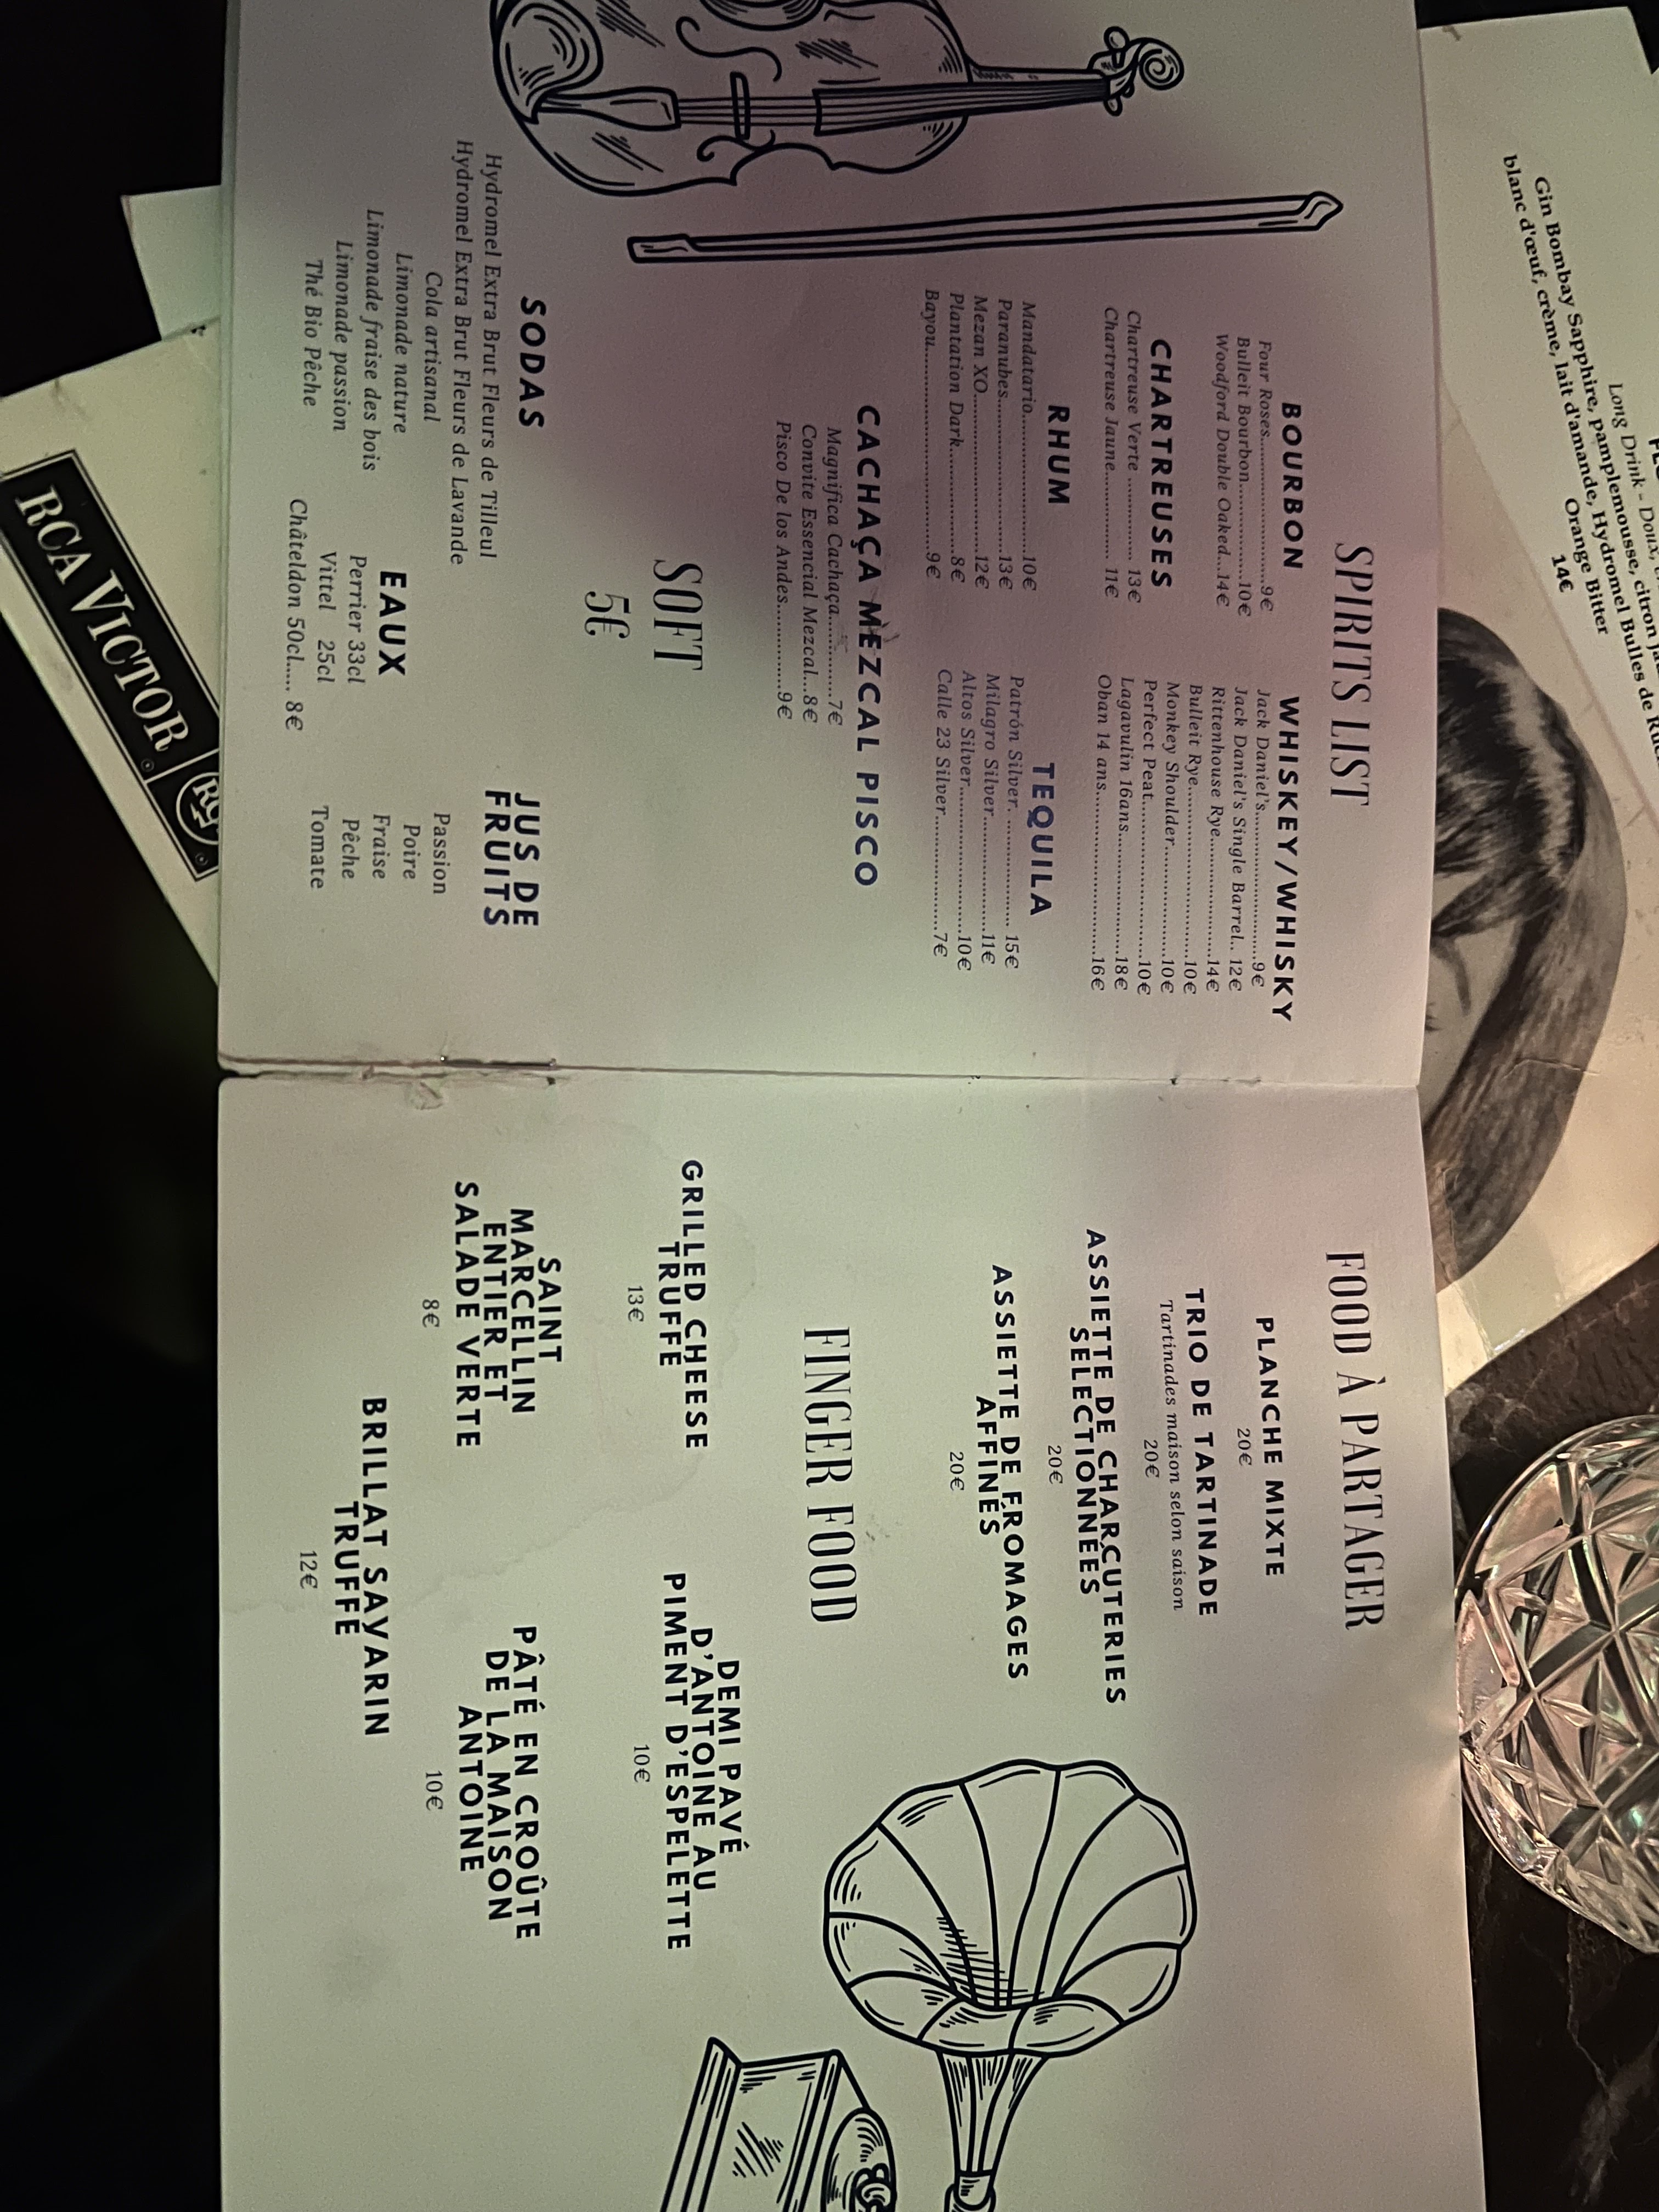 SPIRITS LIST
BOURBON
Four Roses..................9€
Bulleit Bourbon............10€
Woodford Double Oaked...14€
CHARTREUSES
Chartreuse Verte ............ 13€
Chartreuse Jaune............ 11€
RHUM
Mandatario....................10€
Paranubes......................13€
Mezan XO......................12€
Plantation Dark..............8€
Bayou...........................9€
WHISKEY/WHISKY
Jack Daniel's..................9€
Jack Daniel's Single Barrel.. 12€
Rittenhouse Rye..............14€
Bulleit Rye....................10€
Monkey Shoulder.............10€
Perfect Peat...................10€
Lagavulin 16ans..............18€
Oban 14 ans...................16€
TEQUILA
Patrón Silver................. 15€
Milagro Silver................11€
Altos Silver...................10€
Calle 23 Silver...............7€
CACHAÇA MEZCAL PISCO
Magnifica Cachaça...........7€
Convite Essencial Mezcal...8€
Pisco De los Andes...........9€
SOFT
5€
SODAS
Hydromel Extra Brut Fleurs de Tilleul
Hydromel Extra Brut Fleurs de Lavande
Cola artisanal
Limonade nature
Limonade fraise des bois
Limonade passion
Thé Bio Pêche
EAUX
Perrier 33cl
Vittel 25cl
Châteldon 50cl..... 8€
JUS DE
FRUITS
Passion
Poire
Fraise
Pêche
Tomate
FOOD À PARTAGER
PLANCHE MIXTE
20€
TRIO DE TARTINADE
Tartinades maison selon saison
20€
ASSIETTE DE CHARCUTERIES
SÉLECTIONNÉES
20€
ASSIETTE DE FROMAGES
AFFINÉS
20€
FINGER FOOD
GRILLED CHEESE
TRUFFÉ
13€
DEMI PAVÉ
D'ANTOINE AU
PIMENT D'ESPELETTE
10€
SAINT
MARCELLIN
ENTIER ET
SALADE VERTE
8€
PÂTÉ EN CROÛTE
DE LA MAISON
ANTOINE
10€
BRILLAT SAVARIN
TRUFFÉ
12€
Long Drink - Doux,
Gin Bombay Sapphire, pamplemousse, citron
blanc d'œuf, crème, lait d'amande, Hydromel Bulles de
Orange Bitter
14€
RCA VICTOR